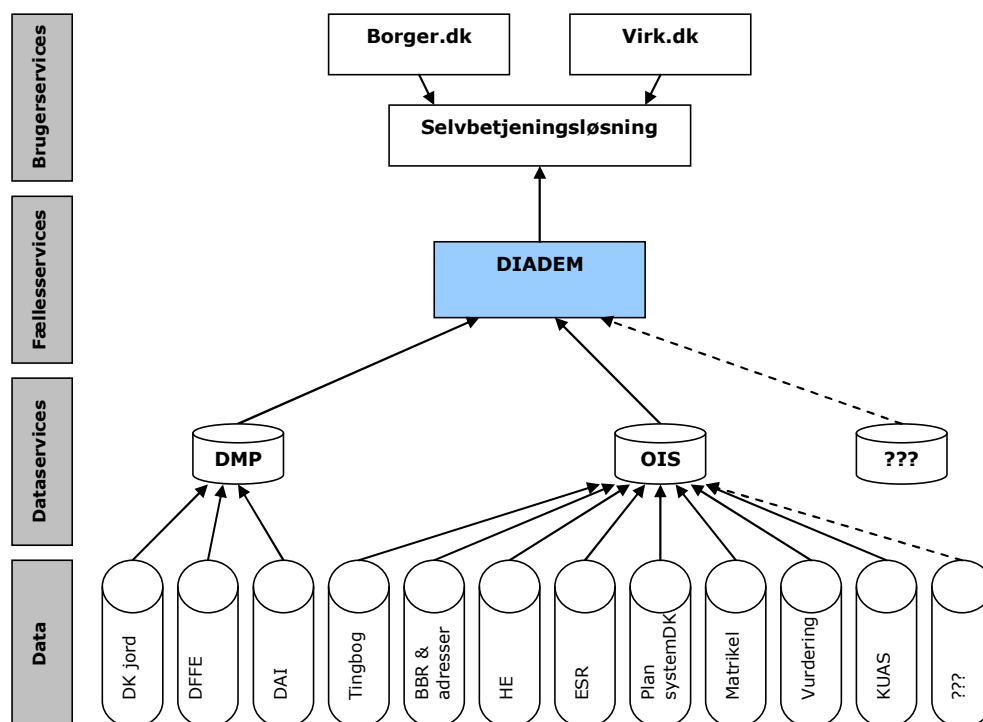 Brugerservices
Borger.dk
Virk.dk
Selvbetjeningsløsning
Fællesservices
DIADEM
Dataservices
DMP
OIS
???
Data
DK jord
DFFE
DAI
Tingbog
BBR &
adresser
HE
ESR
Plan
systemDK
Matrikel
Vurdering
KUAS
???